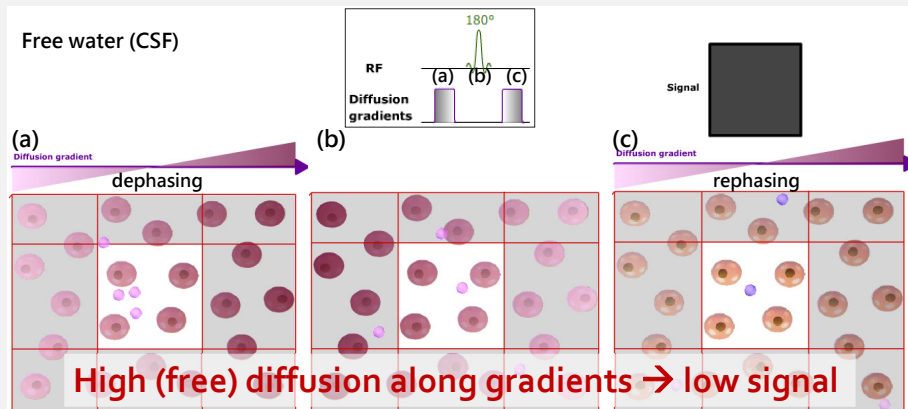 Free water (CSF)
180°
RF
(a) (b) (c)
Diffusion
gradients
Signal
(a)
Diffusion gradient
dephasing
(b)
(c)
Diffusion gradient
rephasing
High (free) diffusion along gradients → low signal